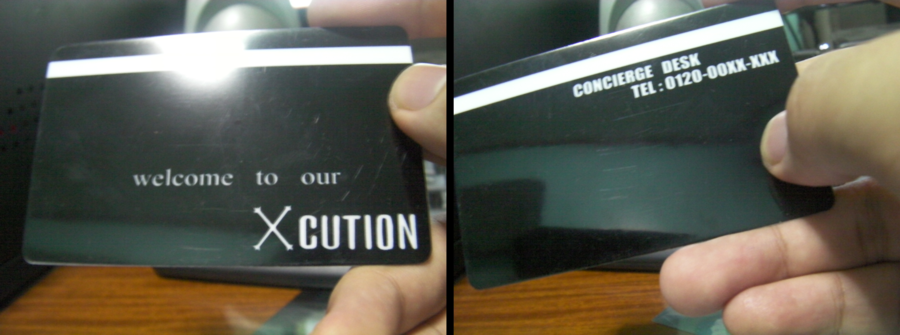 welcome to our
XCUTION
CONCIERGE DESK
TEL:0120-00XX-XXX